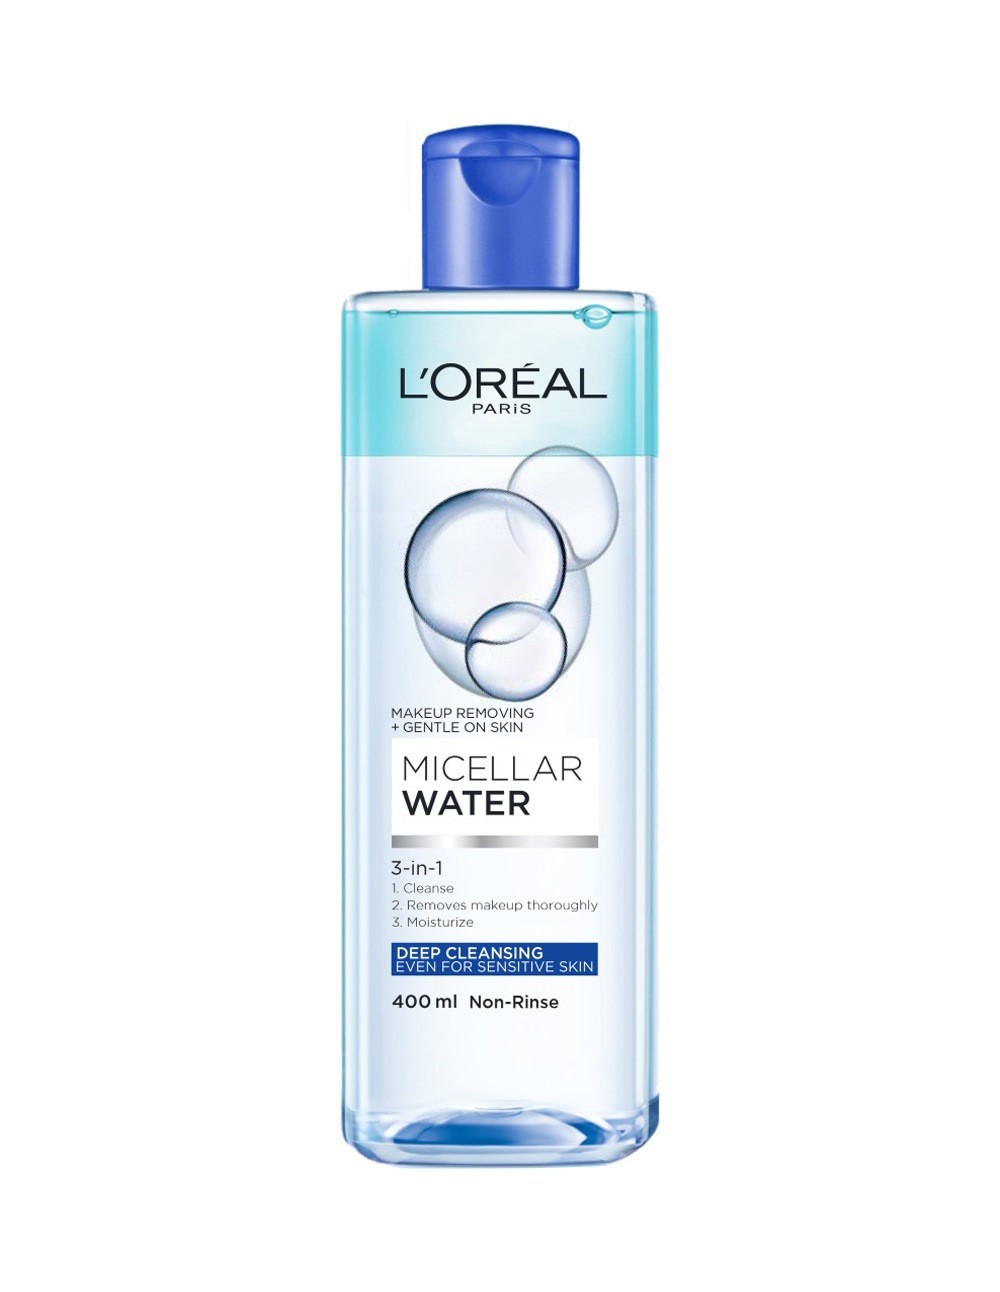 L'ORÉAL
PARiS
MAKEUP REMOVING
+ GENTLE ON SKIN
MICELLAR
WATER
3-in-1
1. Cleanse
2. Removes makeup thoroughly
3. Moisturize
DEEP CLEANSING
EVEN FOR SENSITIVE SKIN
400 ml Non-Rinse